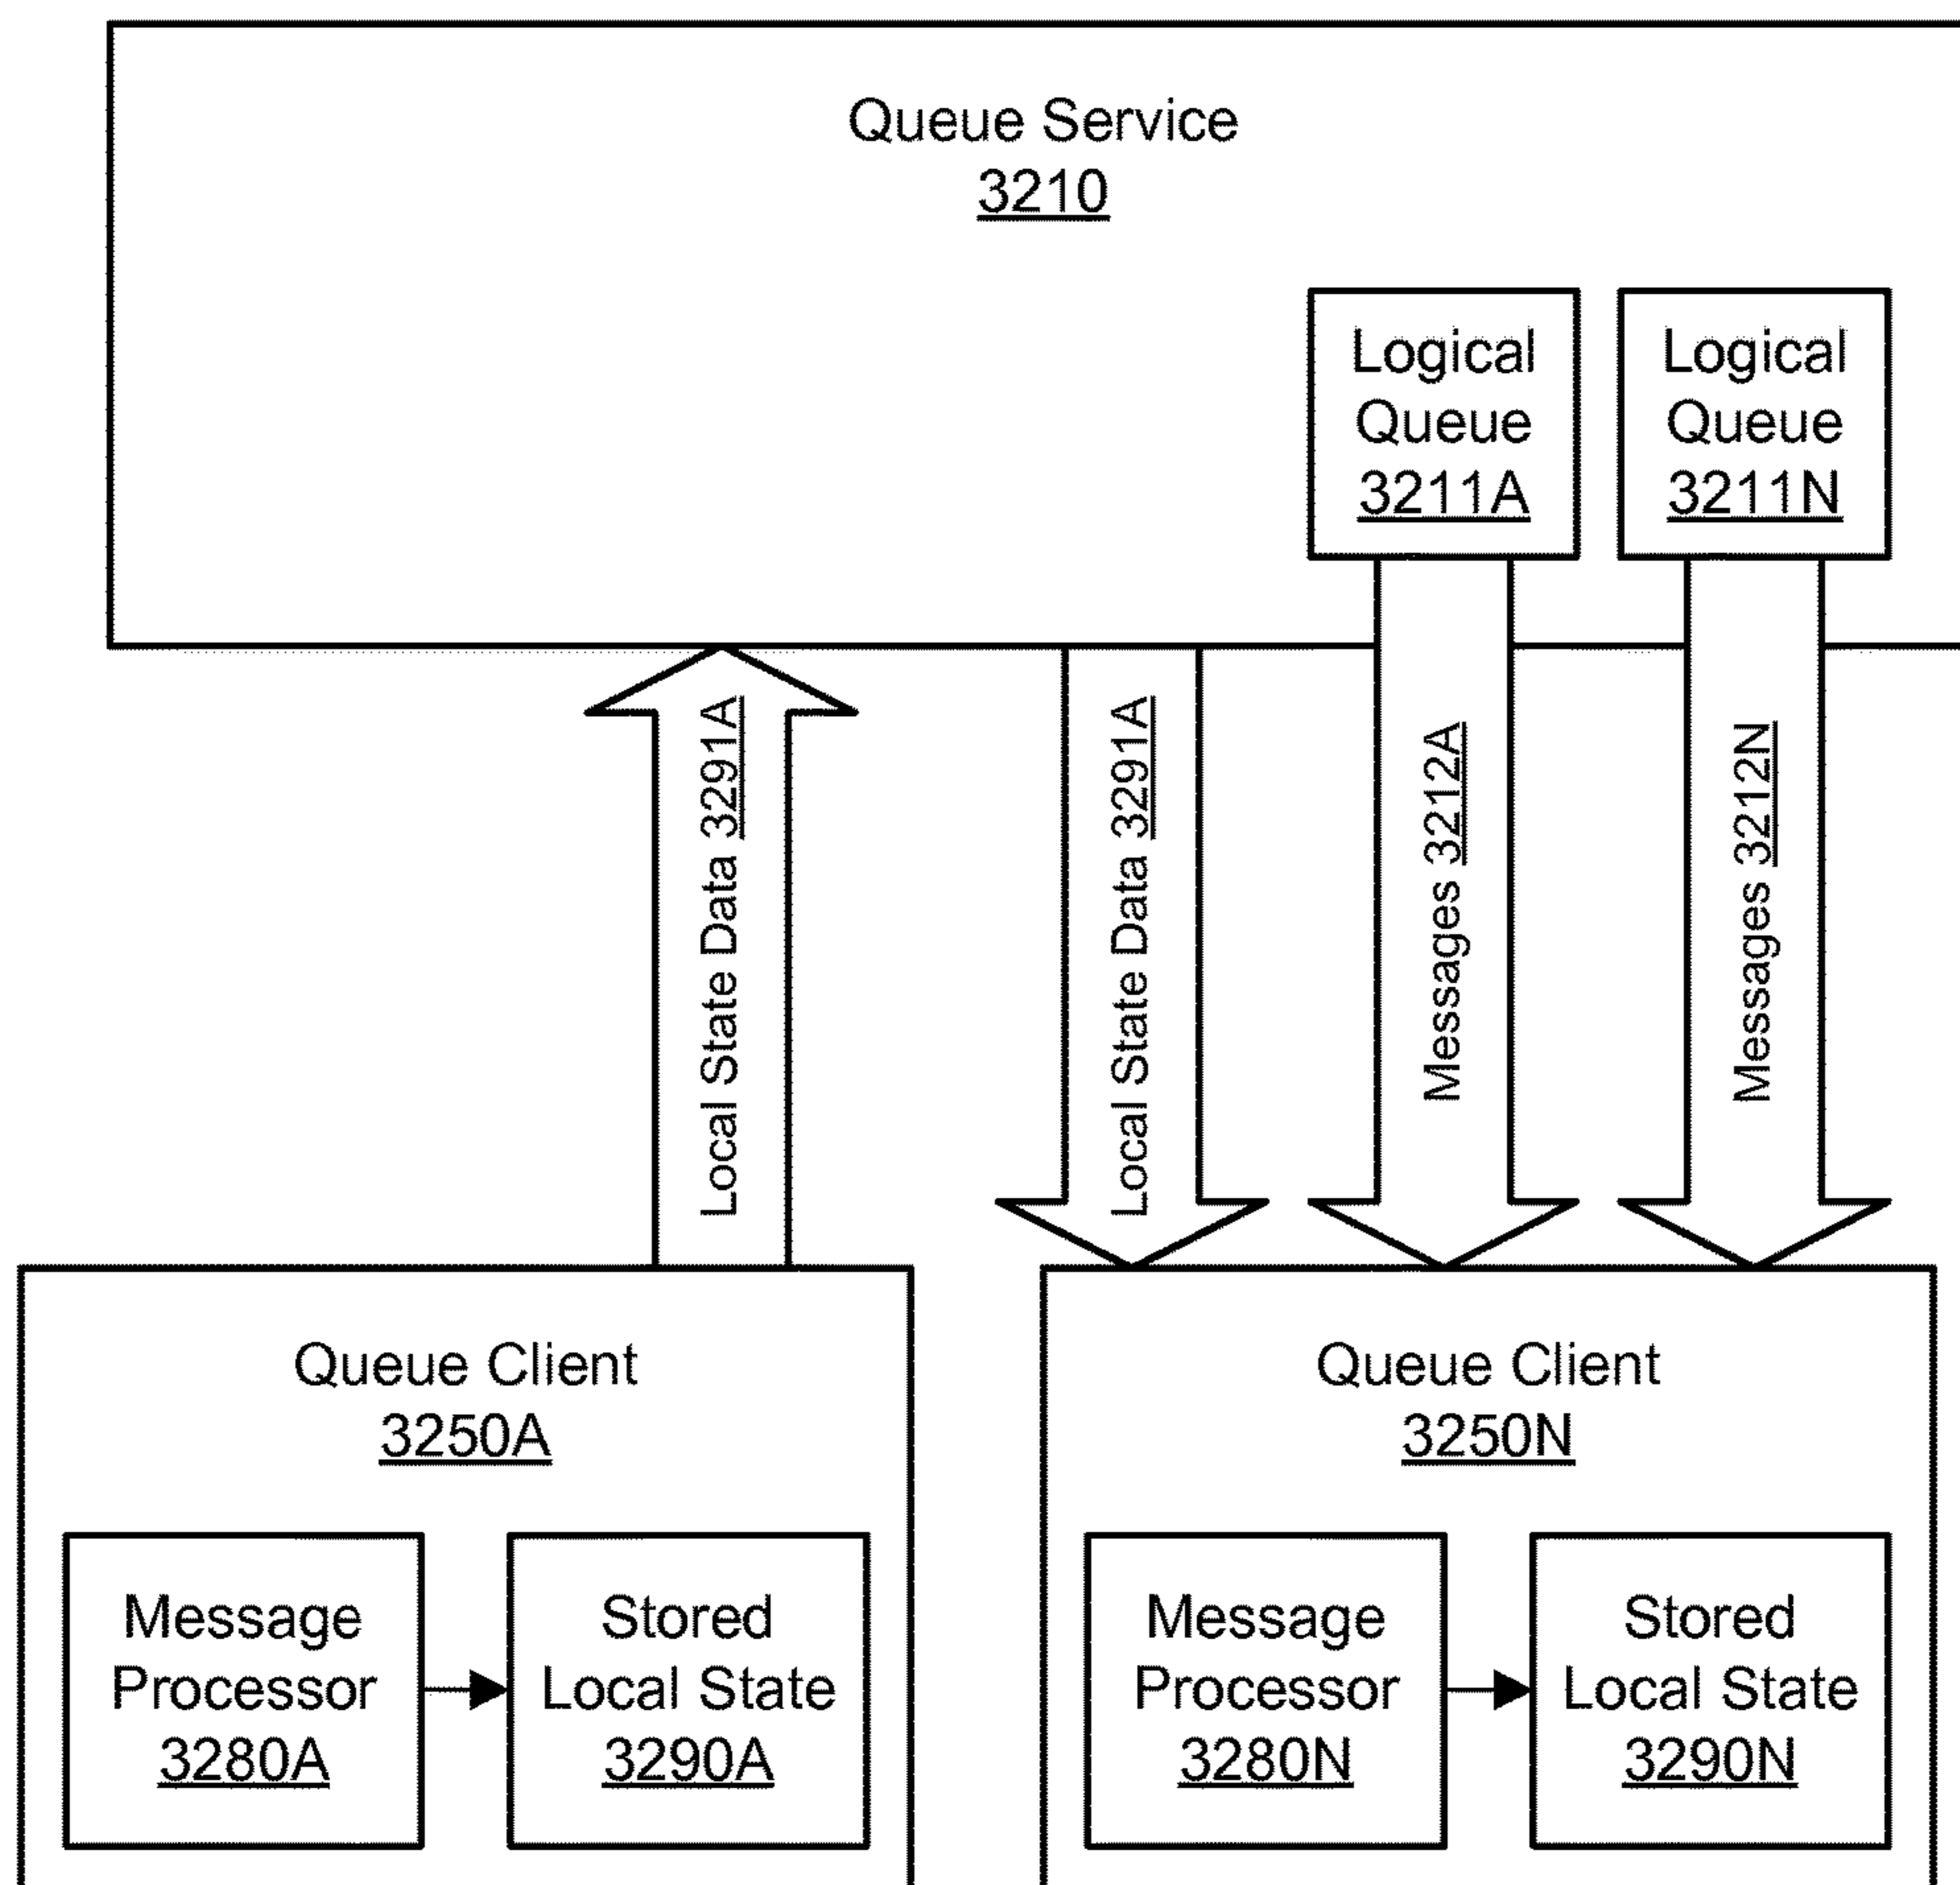 Queue Service
3210
Logical
Queue
3211A
Logical
Queue
3211N
Local State Data 3291A
Local State Data 3291A
Messages 3212A
Messages 3212N
Queue Client
3250A
Message
Processor
3280A
Stored
Local State
3290A
Queue Client
3250N
Message
Processor
3280N
Stored
Local State
3290N